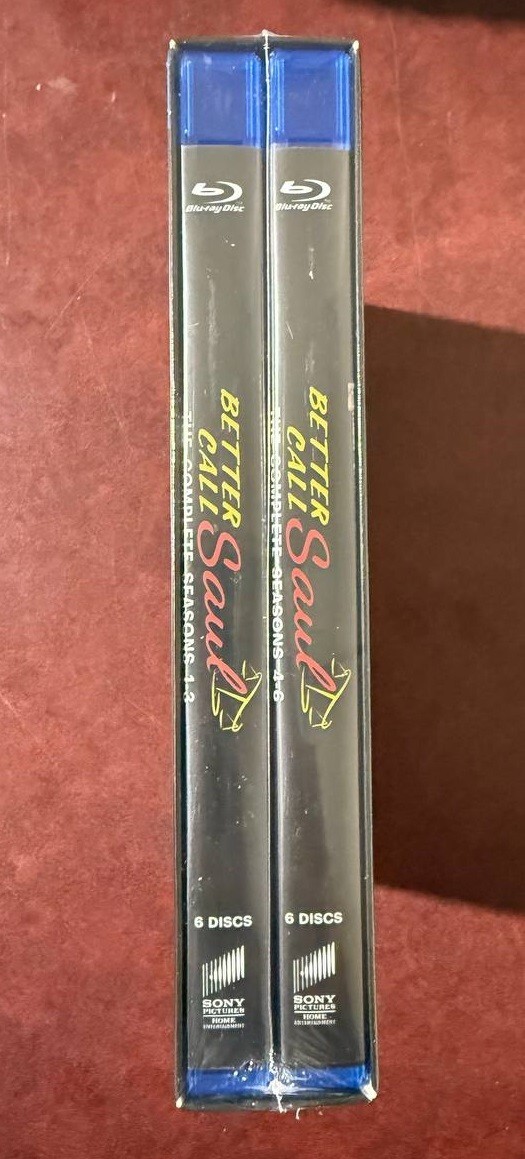 Blu-ray Disc
BETTER
CALL
Saul
THE COMPLETE SEASONS 1-3
6 DISCS
SONY
PICTURES
HOME
ENTERTAINMENT
Blu-ray Disc
BETTER
CALL
Saul
THE COMPLETE SEASONS 4-6
6 DISCS
SONY
PICTURES
HOME
ENTERTAINMENT